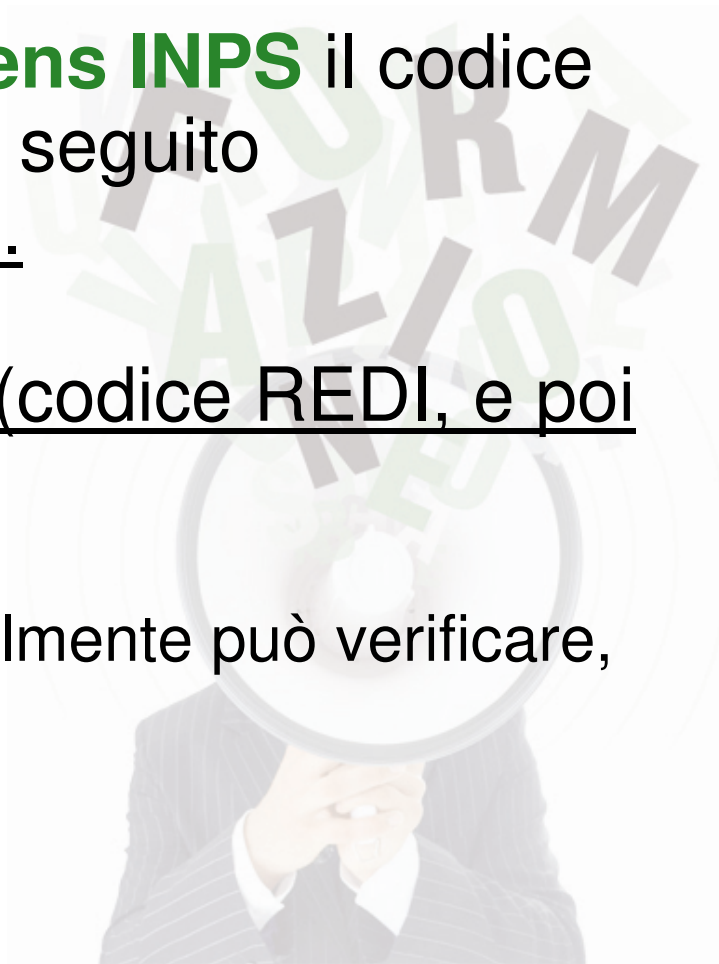 ens INPS il codice
seguito
.
(codice REDI, e poi
lmente può verificare,
F O R M A Z I O N E